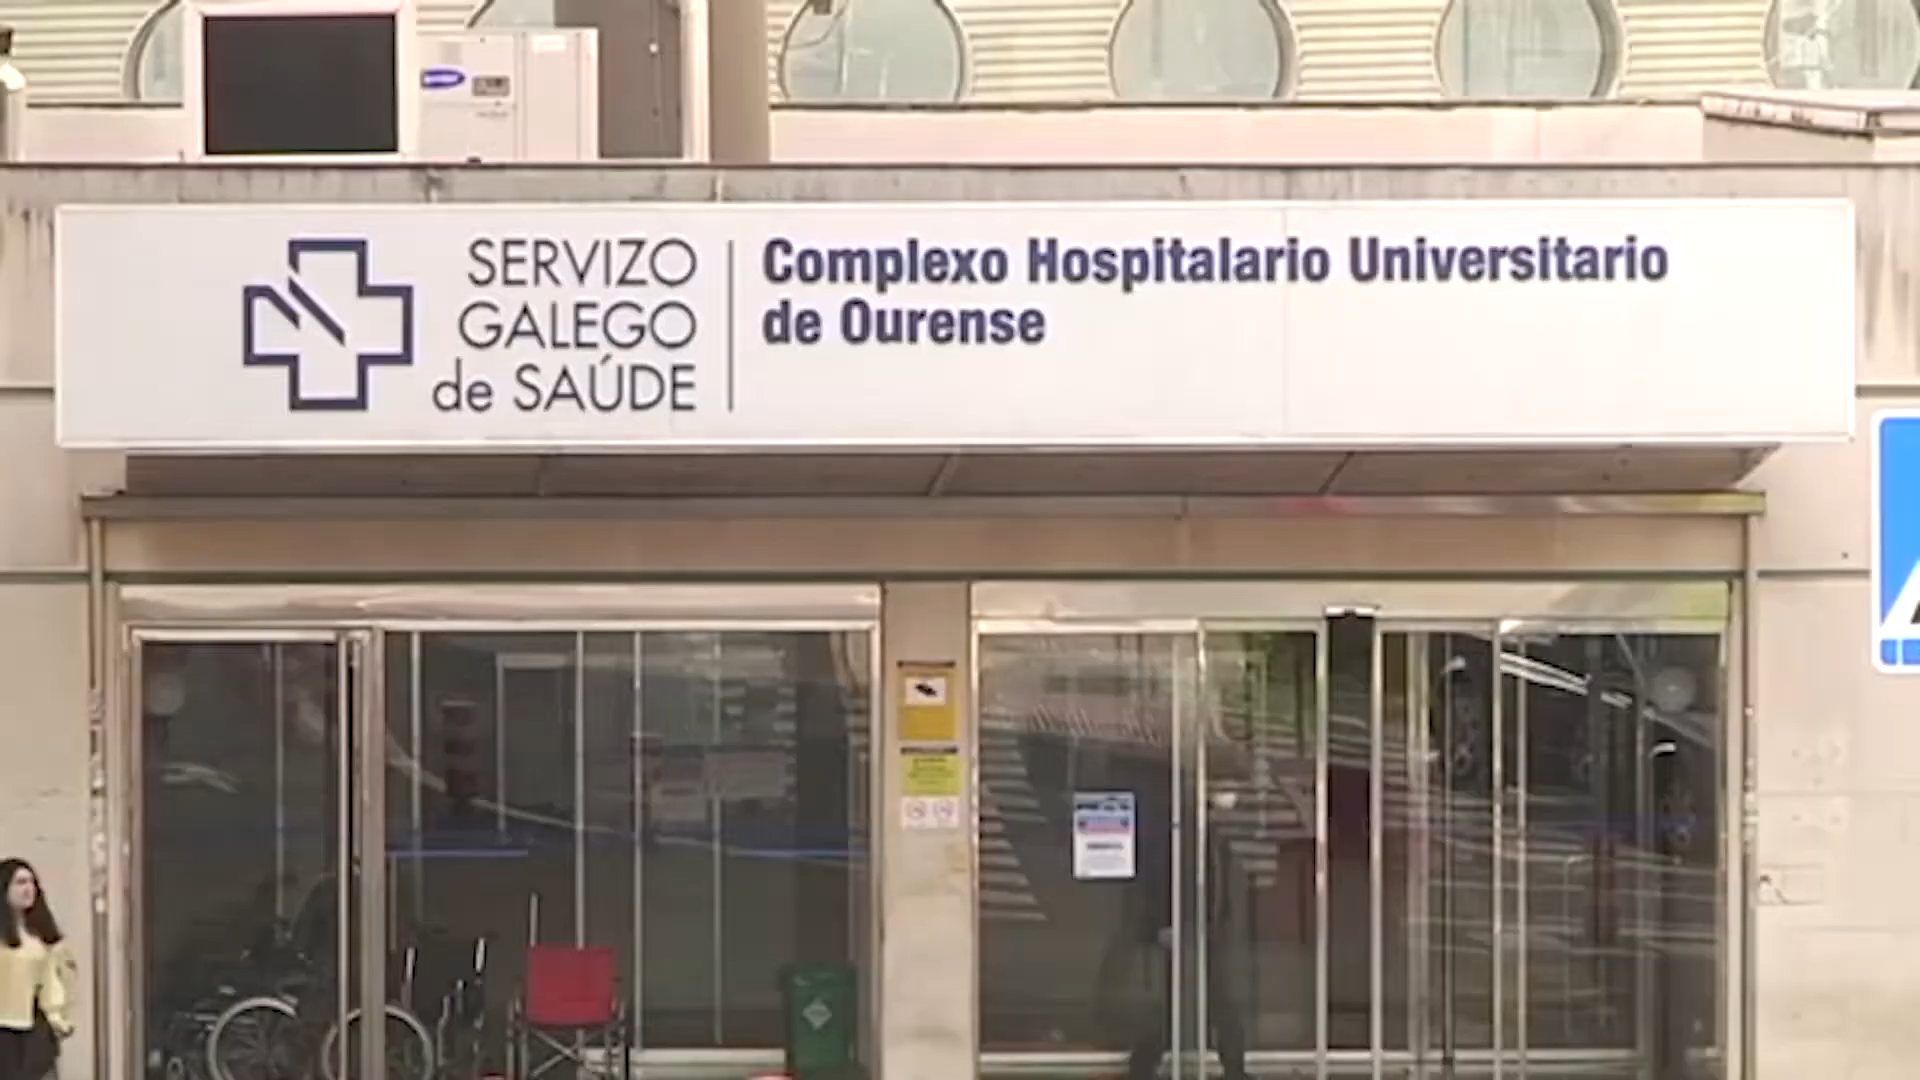 SERVIZO
GALEGO
de SAÚDE
Complexo Hospitalario Universitario
de Ourense